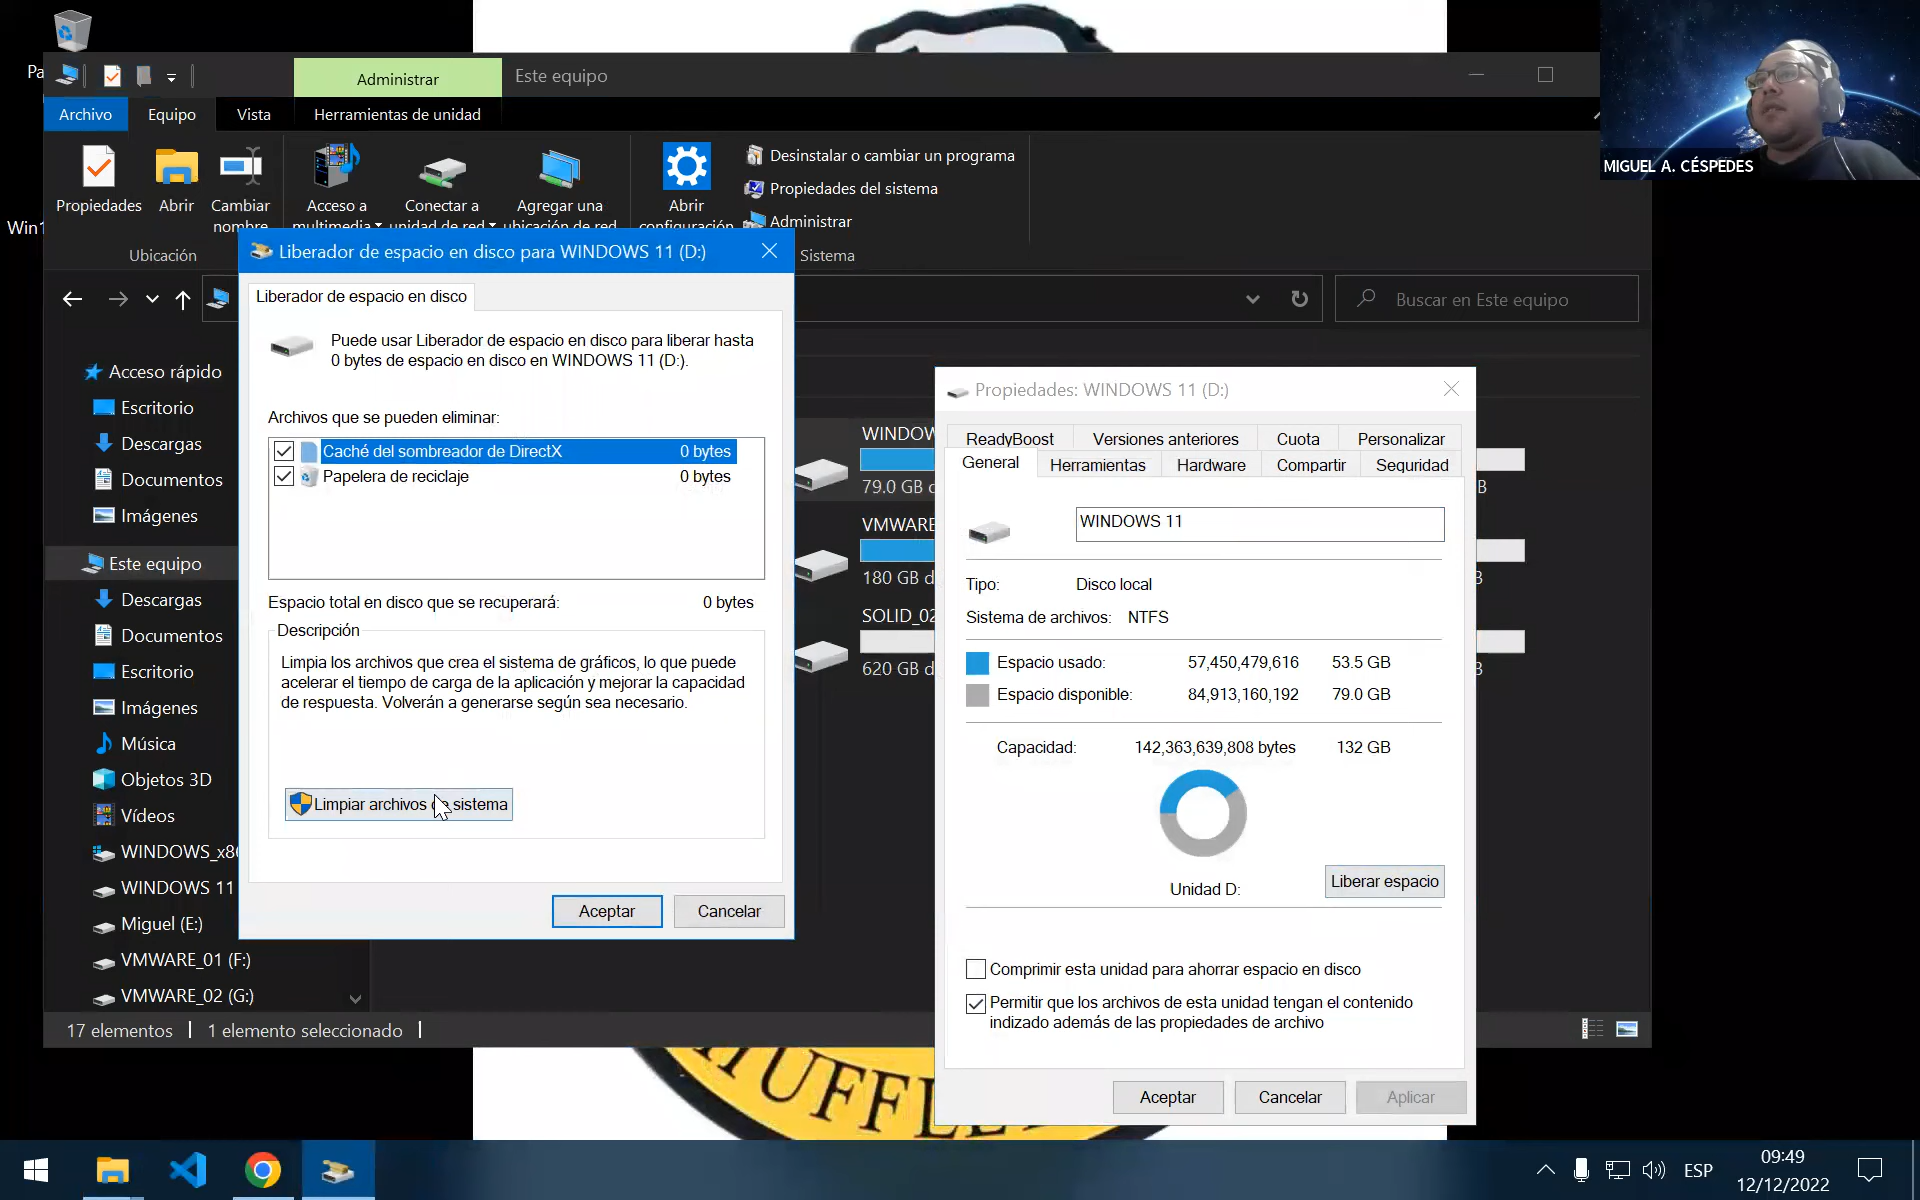 Administrar
Este equipo
Archivo
Equipo
Vista
Herramientas de unidad
Propiedades
Abrir
Cambiar
nombre
Acceso a
multimedia
Conectar a
unidad de red
Agregar una
ubicación de red
Abrir
configuración
Desinstalar o cambiar un programa
Propiedades del sistema
Administrar
Ubicación
Sistema
MIGUEL A. CÉSPEDES
Pa
Win1
Buscar en Este equipo
Acceso rápido
Escritorio
Descargas
Documentos
Imágenes
Este equipo
Descargas
Documentos
Escritorio
Imágenes
Música
Objetos 3D
Vídeos
WINDOWS_x86
WINDOWS 11
Miguel (E:)
VMWARE_01 (F:)
VMWARE_02 (G:)
17 elementos
1 elemento seleccionado
Liberador de espacio en disco para WINDOWS 11 (D:)
Liberador de espacio en disco
Puede usar Liberador de espacio en disco para liberar hasta
0 bytes de espacio en disco en WINDOWS 11 (D:).
Archivos que se pueden eliminar:
Caché del sombreador de DirectX 0 bytes
Papelera de reciclaje 0 bytes
Espacio total en disco que se recuperará: 0 bytes
Descripción
Limpia los archivos que crea el sistema de gráficos, lo que puede
acelerar el tiempo de carga de la aplicación y mejorar la capacidad
de respuesta. Volverán a generarse según sea necesario.
Limpiar archivos de sistema
Aceptar
Cancelar
WINDOW
79.0 GB d
VMWARE
180 GB d
SOLID_02
620 GB d
Propiedades: WINDOWS 11 (D:)
ReadyBoost
Versiones anteriores
Cuota
Personalizar
General
Herramientas
Hardware
Compartir
Seguridad
WINDOWS 11
Tipo: Disco local
Sistema de archivos: NTFS
Espacio usado: 57,450,479,616 53.5 GB
Espacio disponible: 84,913,160,192 79.0 GB
Capacidad: 142,363,639,808 bytes 132 GB
Unidad D:
Liberar espacio
Comprimir esta unidad para ahorrar espacio en disco
Permitir que los archivos de esta unidad tengan el contenido
indizado además de las propiedades de archivo
Aceptar
Cancelar
Aplicar
HUFFLE
ESP
09:49
12/12/2022